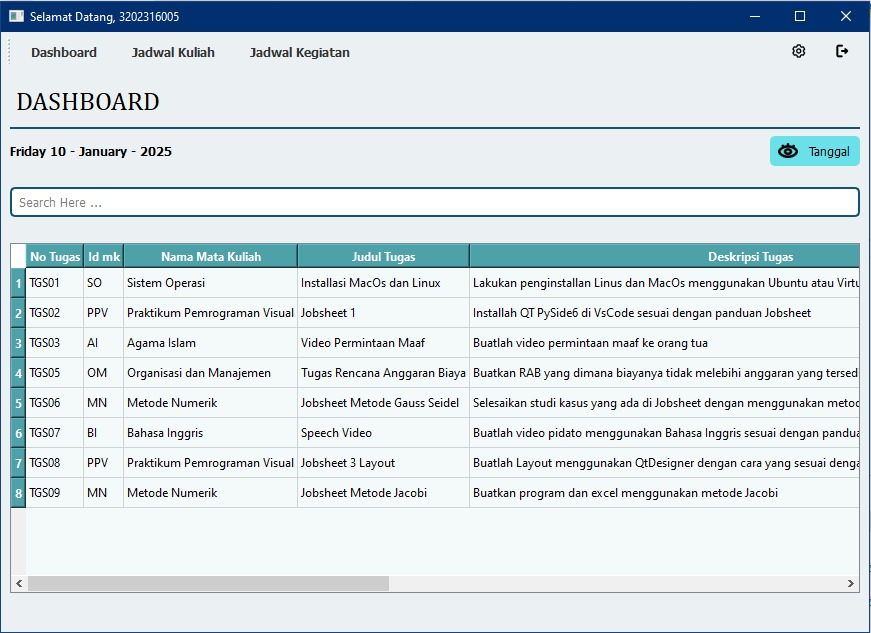 Selamat Datang, 3202316005
Dashboard Jadwal Kuliah Jadwal Kegiatan
DASHBOARD
Friday 10 - January - 2025
Tanggal
Search Here ...
No Tugas Id mk Nama Mata Kuliah Judul Tugas Deskripsi Tugas
1 TGS01 SO Sistem Operasi Installasi MacOs dan Linux Lakukan penginstallan Linus dan MacOs menggunakan Ubuntu atau Virtu
2 TGS02 PPV Praktikum Pemrograman Visual Jobsheet 1 Installah QT PySide6 di VsCode sesuai dengan panduan Jobsheet
3 TGS03 AI Agama Islam Video Permintaan Maaf Buatlah video permintaan maaf ke orang tua
4 TGS05 OM Organisasi dan Manajemen Tugas Rencana Anggaran Biaya Buatkan RAB yang dimana biayanya tidak melebihi anggaran yang tersed
5 TGS06 MN Metode Numerik Jobsheet Metode Gauss Seidel Selesaikan studi kasus yang ada di Jobsheet dengan menggunakan metod
6 TGS07 BI Bahasa Inggris Speech Video Buatlah video pidato menggunakan Bahasa Inggris sesuai dengan pandua
7 TGS08 PPV Praktikum Pemrograman Visual Jobsheet 3 Layout Buatlah Layout menggunakan QtDesigner dengan cara yang sesuai denga
8 TGS09 MN Metode Numerik Jobsheet Metode Jacobi Buatkan program dan excel menggunakan metode Jacobi